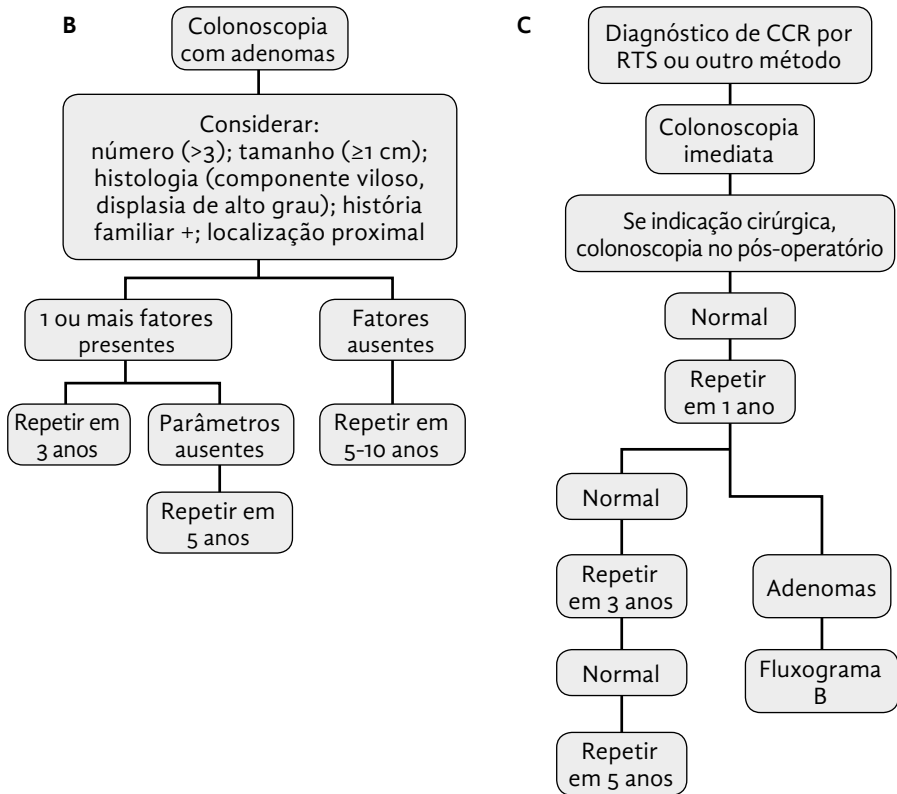 B
Colonoscopia
com adenomas
Considerar:
número (>3); tamanho (≥1 cm);
histologia (componente viloso,
displasia de alto grau); história
familiar +; localização proximal
1 ou mais fatores
presentes
Fatores
ausentes
Repetir em
3 anos
Parâmetros
ausentes
Repetir em
5-10 anos
Repetir em
5 anos
C
Diagnóstico de CCR por
RTS ou outro método
Colonoscopia
imediata
Se indicação cirúrgica,
colonoscopia no pós-operatório
Normal
Repetir
em 1 ano
Normal
Repetir
em 3 anos
Normal
Repetir
em 5 anos
Adenomas
Fluxograma
B